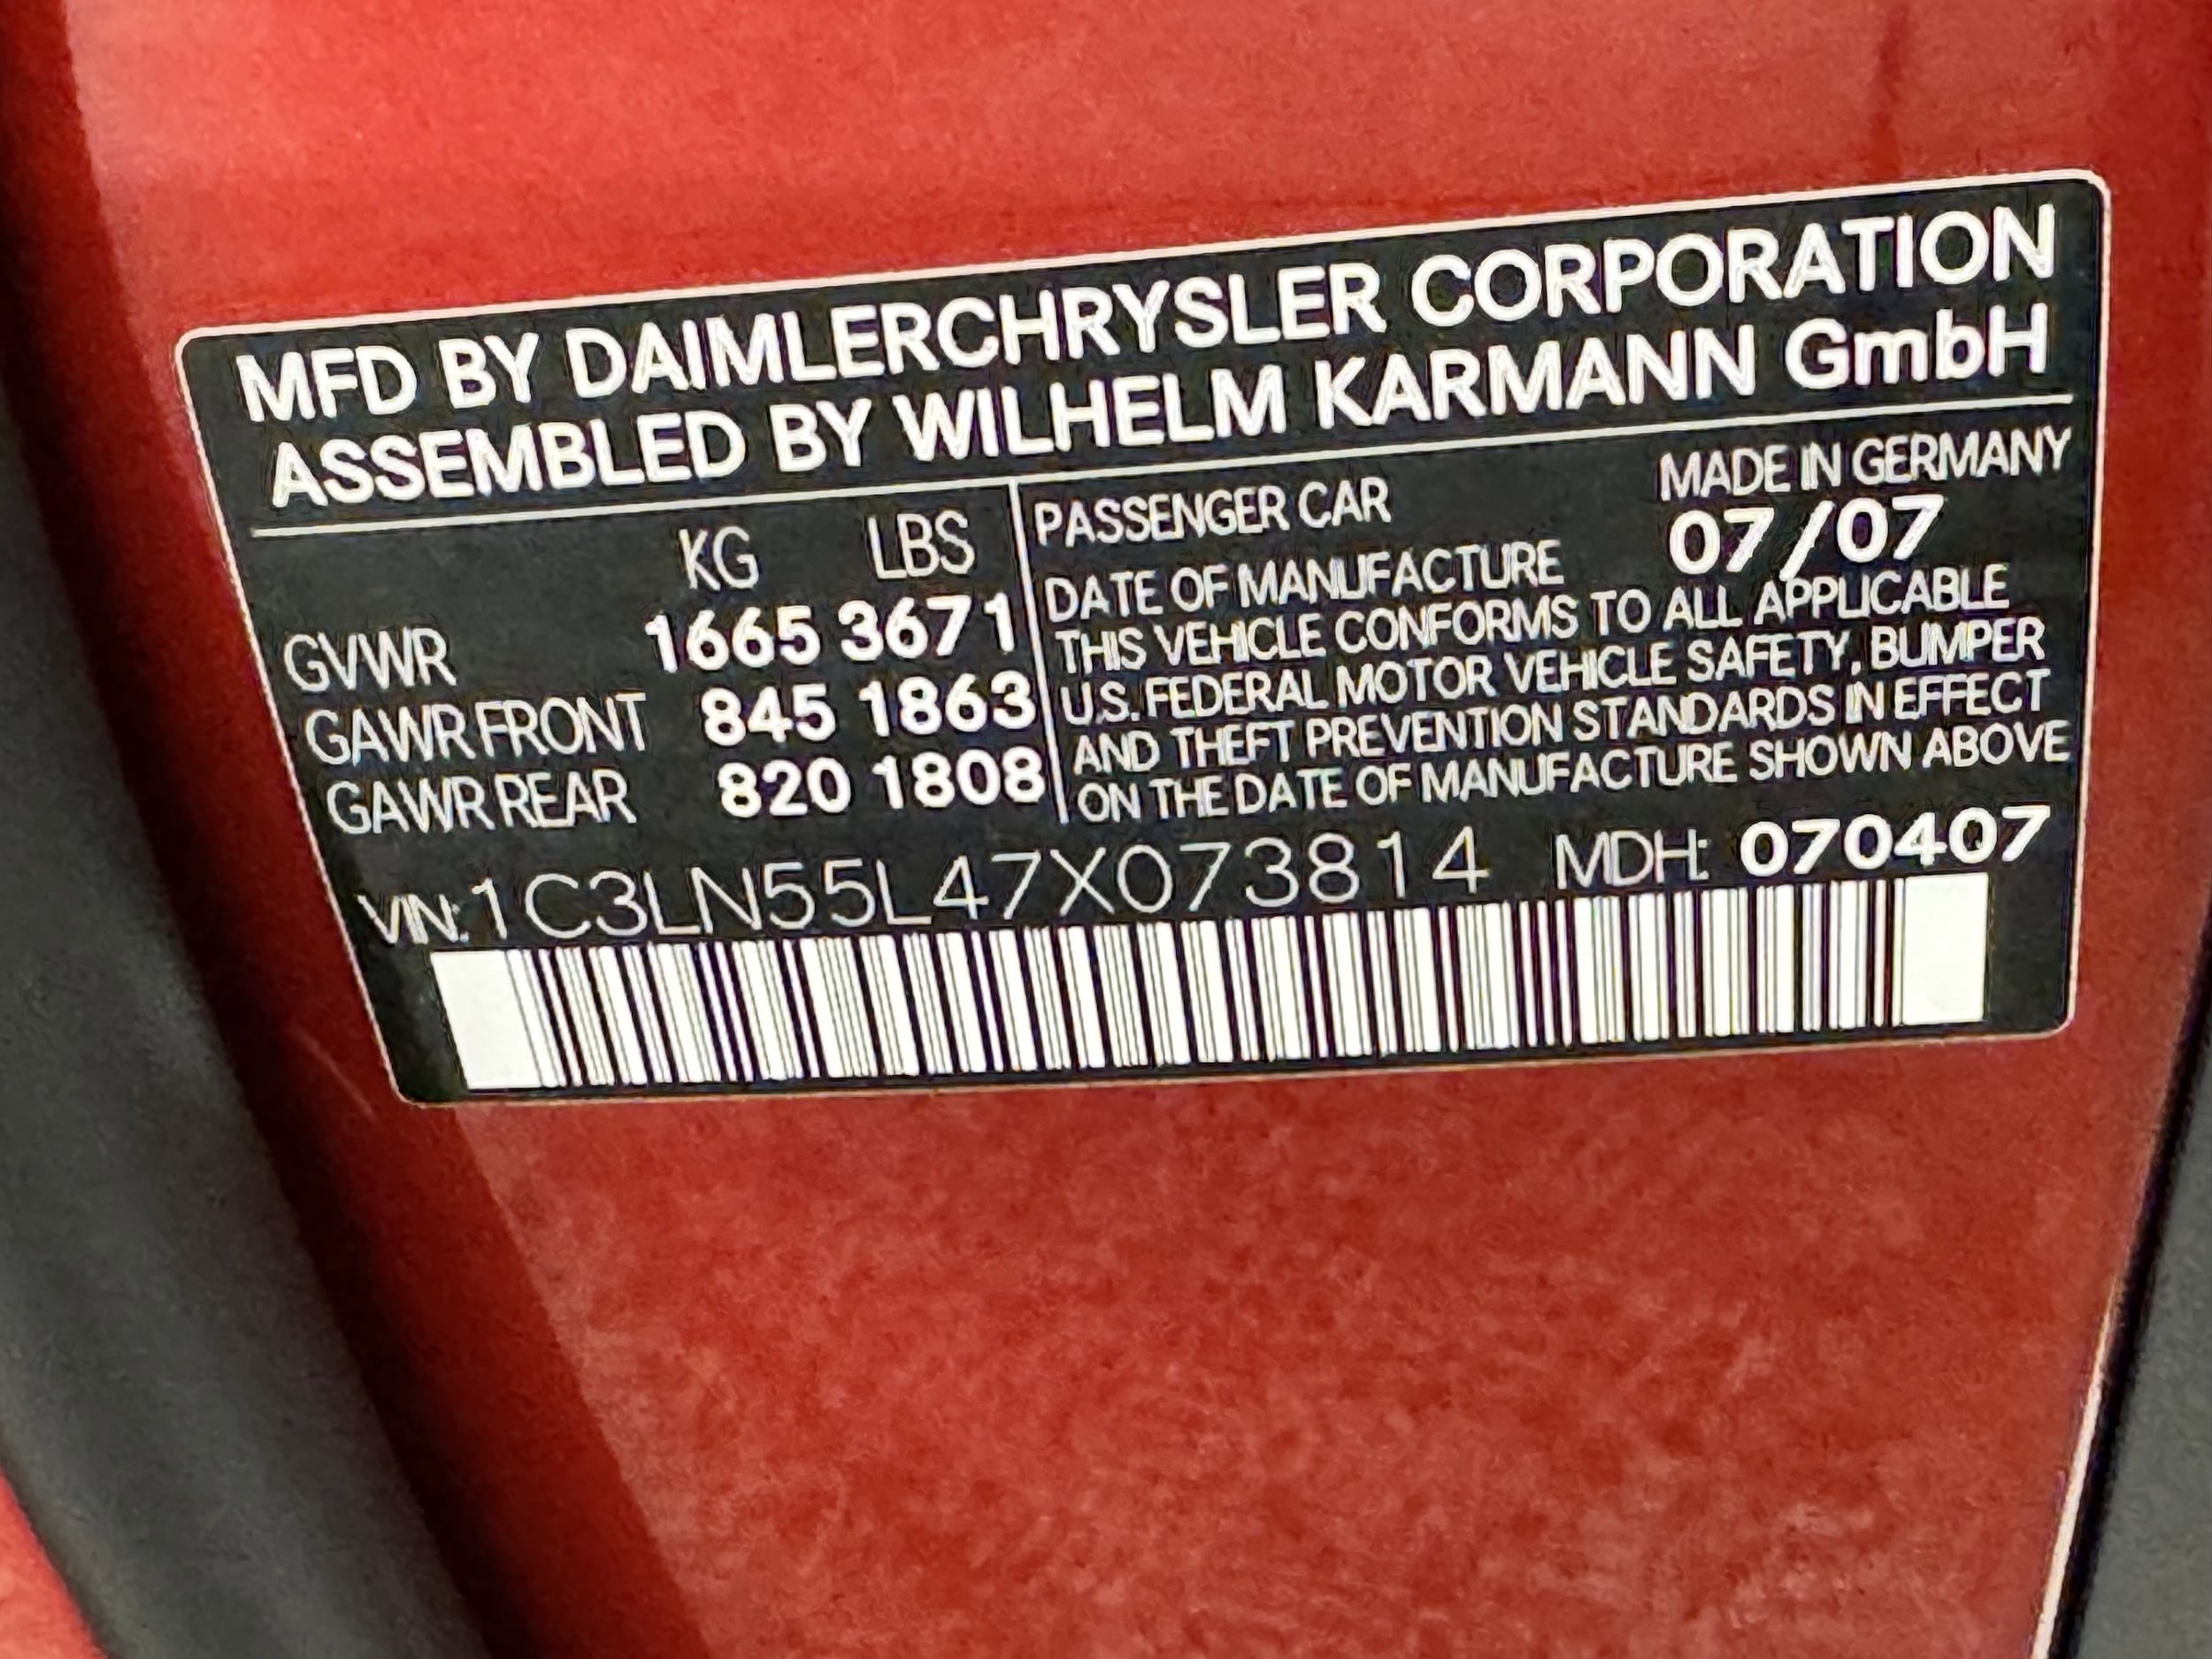 MFD BY DAIMLERCHRYSLER CORPORATION
ASSEMBLED BY WILHELM KARMANN GmbH
KG LBS
GVWR 1665 3671
GAWR FRONT 845 1863
GAWR REAR 820 1808
PASSENGER CAR MADE IN GERMANY
DATE OF MANUFACTURE 07/07
THIS VEHICLE CONFORMS TO ALL APPLICABLE
U.S. FEDERAL MOTOR VEHICLE SAFETY, BUMPER
AND THEFT PREVENTION STANDARDS IN EFFECT
ON THE DATE OF MANUFACTURE SHOWN ABOVE
VIN: 1C3LN55L47X073814 MDH: 070407